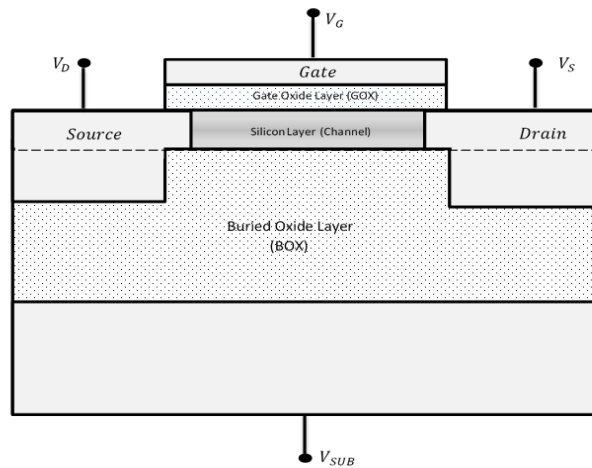 V_G
V_D
V_S
Gate
Gate Oxide Layer (GOX)
Source
Silicon Layer (Channel)
Drain
Buried Oxide Layer
(BOX)
V_SUB